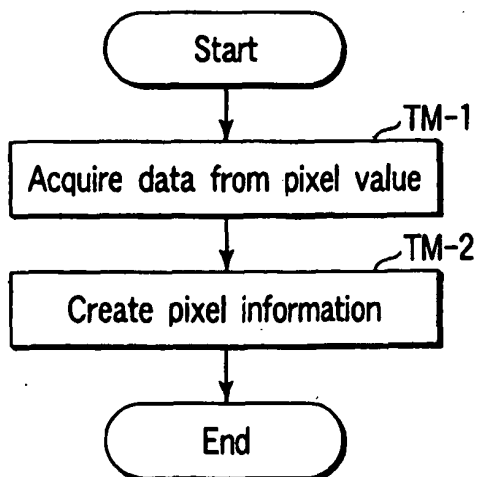 Start
TM-1
Acquire data from pixel value
TM-2
Create pixel information
End